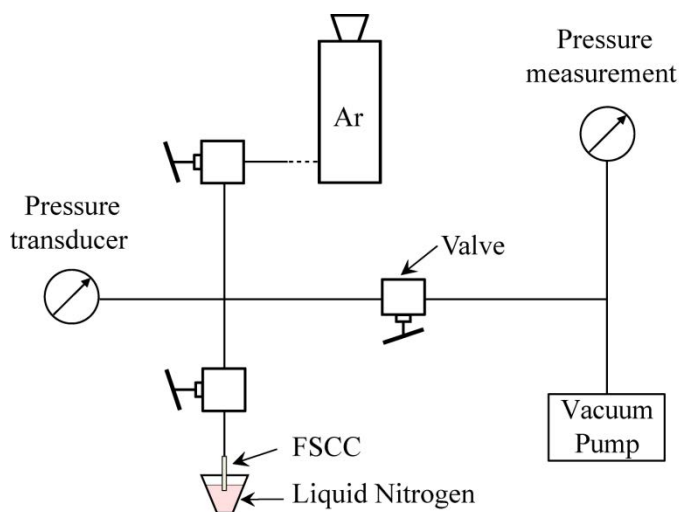 Pressure
measurement
Ar
Pressure
transducer
Valve
FSCC
Liquid Nitrogen
Vacuum
Pump